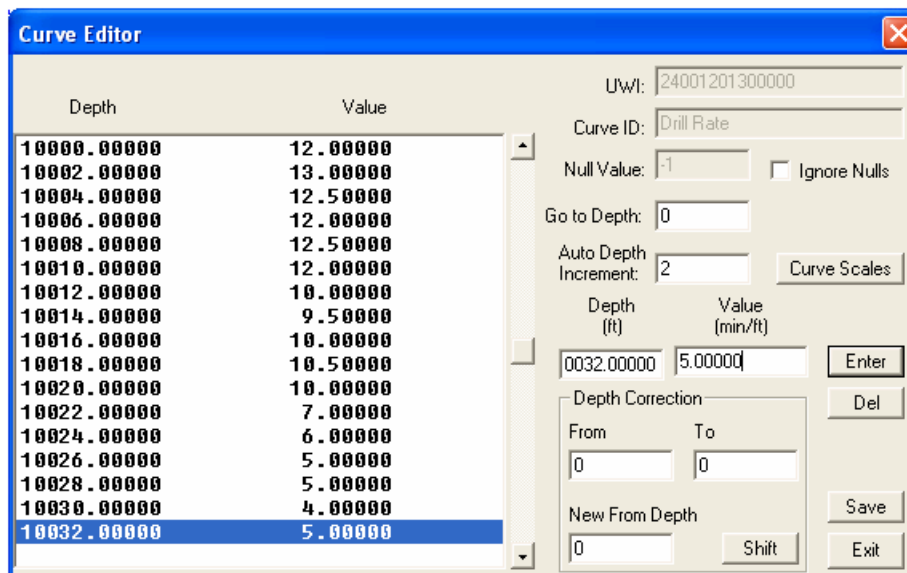 Curve Editor
Depth Value
10000.00000 12.00000
10002.00000 13.00000
10004.00000 12.50000
10006.00000 12.00000
10008.00000 12.50000
10010.00000 12.00000
10012.00000 10.00000
10014.00000 9.50000
10016.00000 10.00000
10018.00000 10.50000
10020.00000 10.00000
10022.00000 7.00000
10024.00000 6.00000
10026.00000 5.00000
10028.00000 5.00000
10030.00000 4.00000
10032.00000 5.00000
UWI: 24001201300000
Curve ID: Drill Rate
Null Value: -1 Ignore Nulls
Go to Depth: 0
Auto Depth
Increment: 2 Curve Scales
Depth Value
(ft) (min/ft)
0032.00000 5.00000 Enter
Depth Correction Del
From To
0 0
New From Depth Save
0 Shift Exit